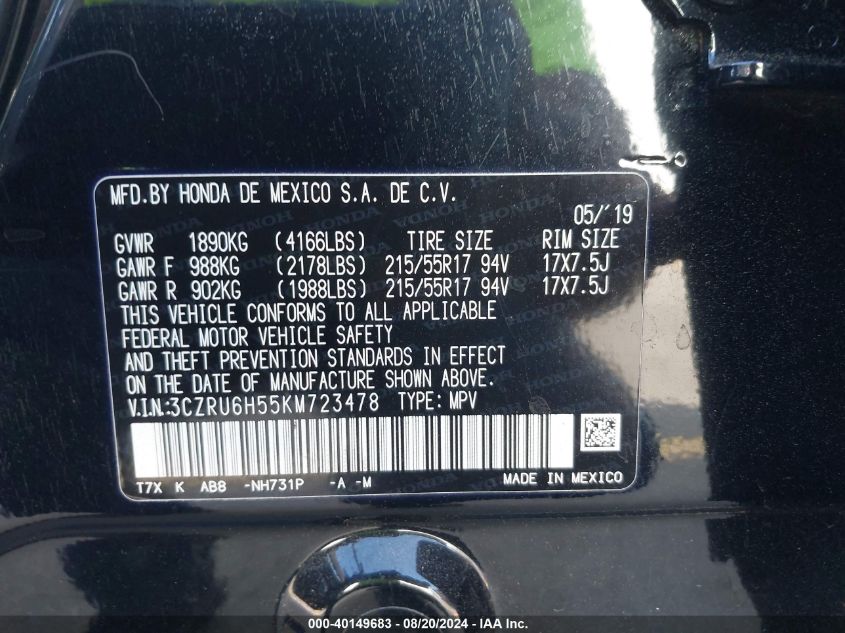 MFD.BY HONDA DE MEXICO S.A. DE C.V.
05/'19
GVWR 1890KG (4166LBS) TIRE SIZE RIM SIZE
GAWR F 988KG (2178LBS) 215/55R17 94V 17X7.5J
GAWR R 902KG (1988LBS) 215/55R17 94V 17X7.5J
THIS VEHICLE CONFORMS TO ALL APPLICABLE
FEDERAL MOTOR VEHICLE SAFETY
AND THEFT PREVENTION STANDARDS IN EFFECT
ON THE DATE OF MANUFACTURE SHOWN ABOVE.
V.I.N:3CZRU6H55KM723478 TYPE: MPV
T7X K AB8 -NH731P -A -M MADE IN MEXICO
000-40149683 - 08/20/2024 - IAA Inc.